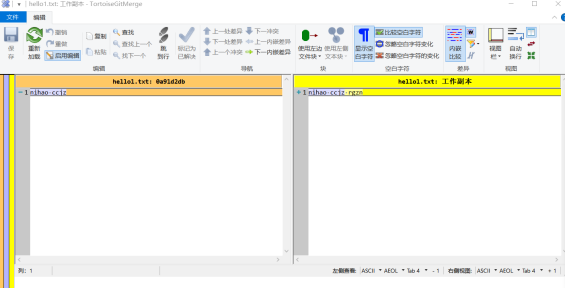 hello1.txt: 工作副本 - TortoiseGitMerge
文件 编辑
保存
重新加载
撤销
重做
启用编辑
复制
粘贴
查找
查找上一个
找下一个
跳到行
标记为已解决
编辑
上一处差异
下一处差异
上一个冲突
下一冲突
上一内嵌差异
下一内嵌差异
导航
使用左边文件块
使用左侧文本块
块
显示空白字符
比较空白字符
忽略空白字符变化
忽略空白字符的变化
空白字符
内嵌比较
差异
视图栏
自动换行
视图
hello1.txt: 0a91d2db
hello1.txt: 工作副本
1 nihao·ccjz
1 nihao·ccjz·rgzn
列: 1
左侧查看: ASCII AEOL Tab 4 - 1
右侧视图: ASCII AEOL Tab 4 + 1